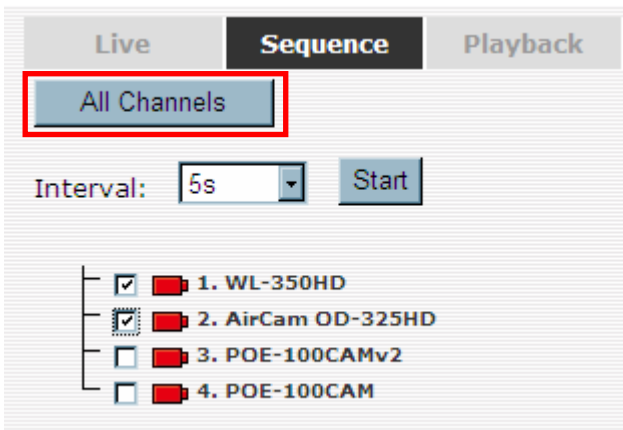 Live Sequence Playback
All Channels
Interval: 5s Start
1. WL-350HD
2. AirCam OD-325HD
3. POE-100CAMv2
4. POE-100CAM